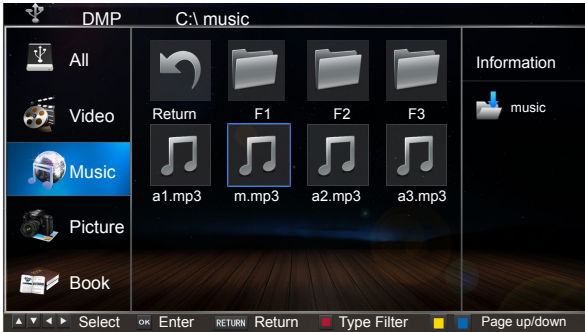 DMP C:\ music
All
Video
Music
Picture
Book
Return F1 F2 F3
a1.mp3 m.mp3 a2.mp3 a3.mp3
Information
music
Select OK Enter RETURN Return Type Filter Page up/down